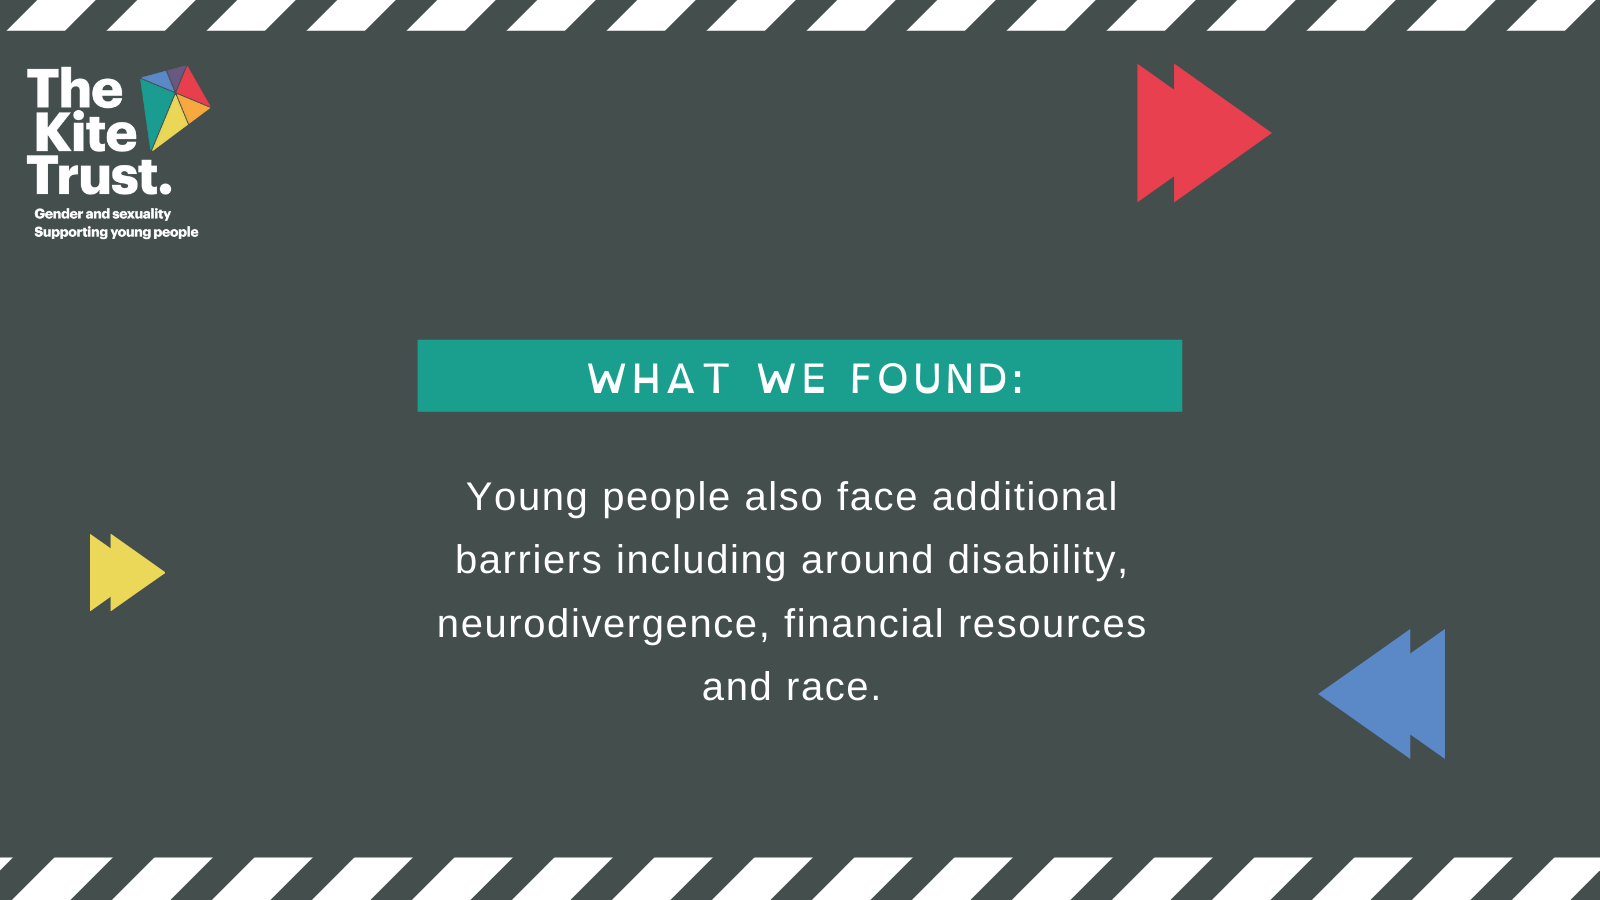 The
Kite
Trust.
Gender and sexuality
Supporting young people
WHAT WE FOUND:
Young people also face additional
barriers including around disability,
neurodivergence, financial resources
and race.